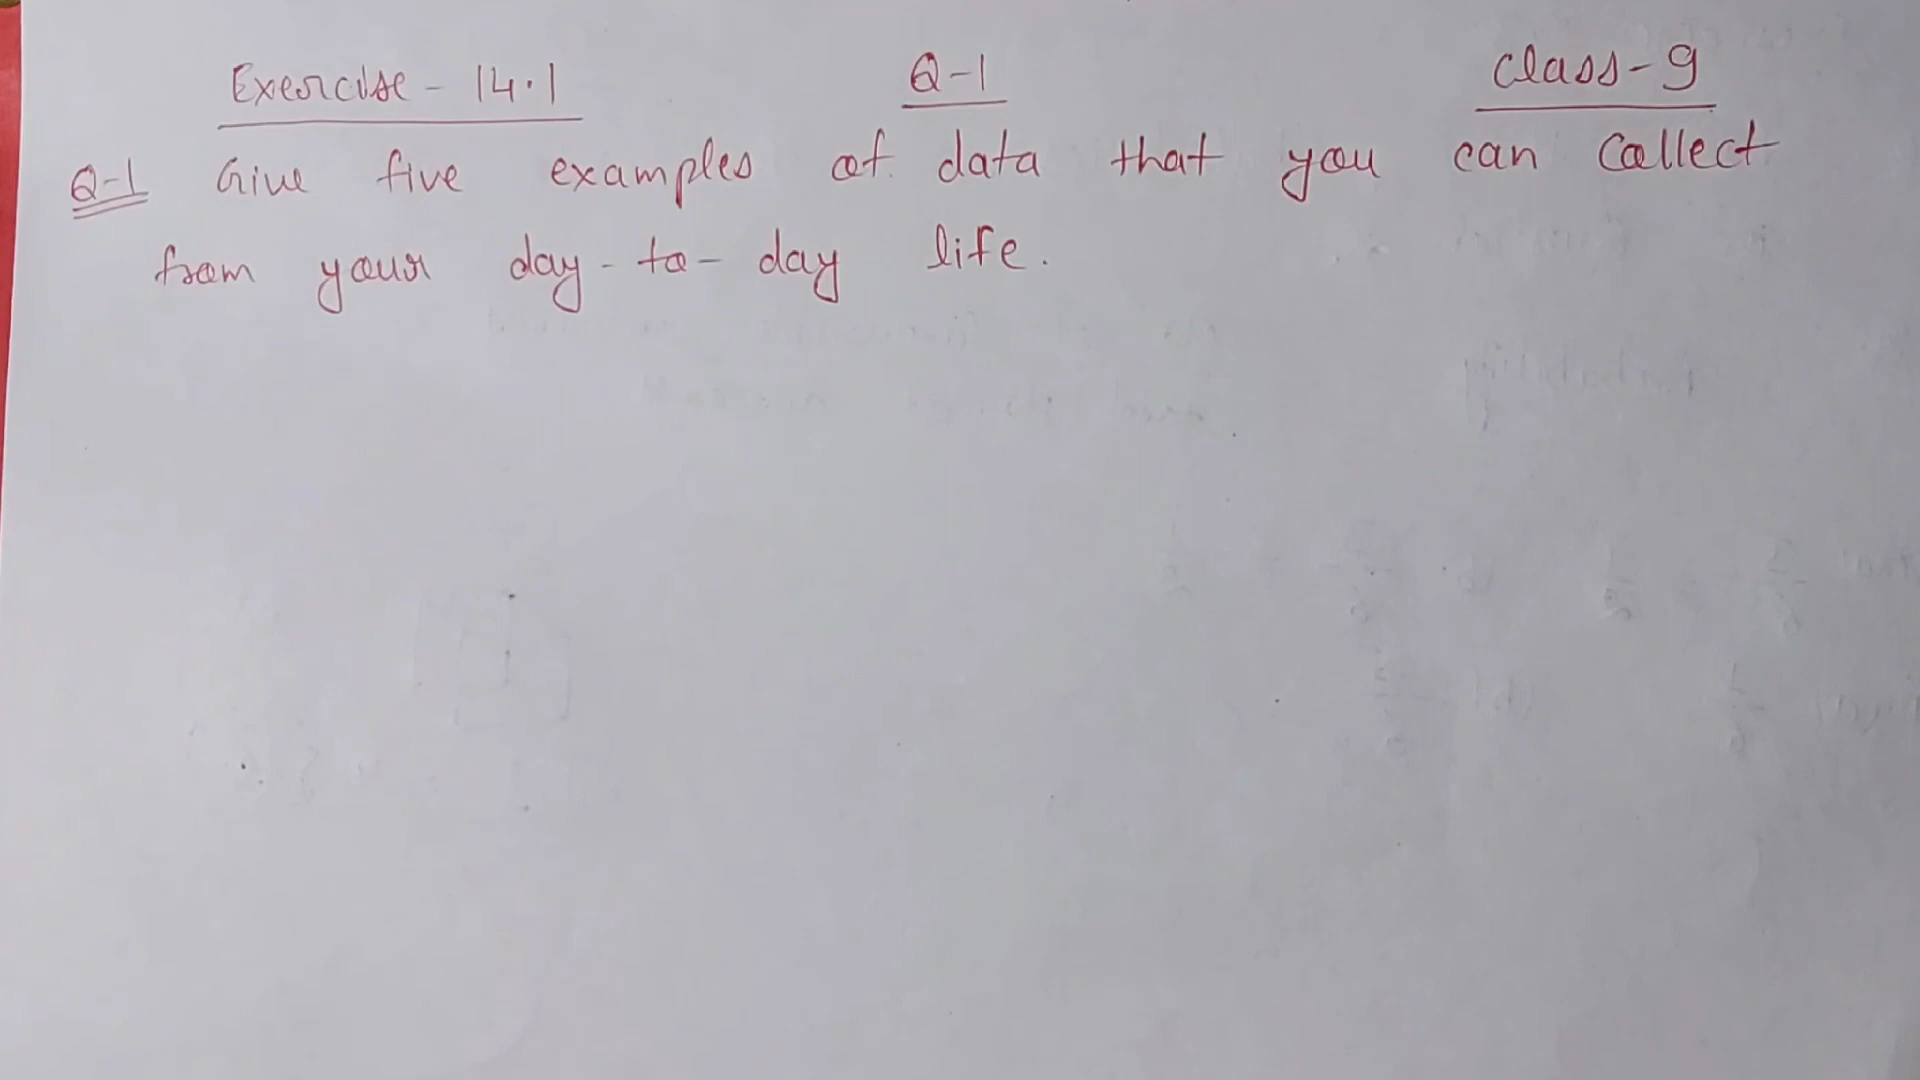 Exercise - 14.1 Q-1 Class-9
Q-1 Give five examples of data that you can collect
from your day-to-day life.